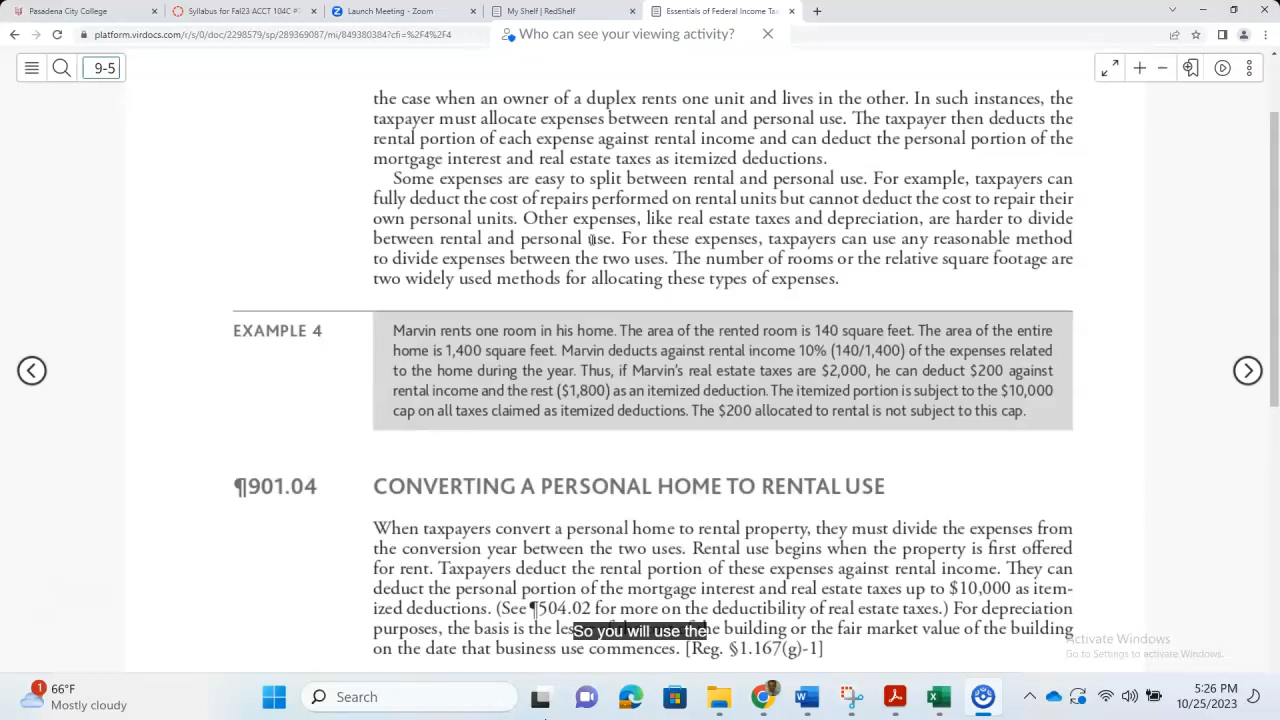 Pasadena City College
Syllabus for Fal23 ACCT 104C
Launch Meeting - Zoom
My Shelf | RedShelf
Essentials of Federal Income Tax
platform.virdocs.com/r/s/0/doc/2298579/sp/289369087/mi/849380384?cfi=%2F4%2F4
Who can see your viewing activity?
9-5
the case when an owner of a duplex rents one unit and lives in the other. In such instances, the
taxpayer must allocate expenses between rental and personal use. The taxpayer then deducts the
rental portion of each expense against rental income and can deduct the personal portion of the
mortgage interest and real estate taxes as itemized deductions.
Some expenses are easy to split between rental and personal use. For example, taxpayers can
fully deduct the cost of repairs performed on rental units but cannot deduct the cost to repair their
own personal units. Other expenses, like real estate taxes and depreciation, are harder to divide
between rental and personal use. For these expenses, taxpayers can use any reasonable method
to divide expenses between the two uses. The number of rooms or the relative square footage are
two widely used methods for allocating these types of expenses.
EXAMPLE 4
Marvin rents one room in his home. The area of the rented room is 140 square feet. The area of the entire
home is 1,400 square feet. Marvin deducts against rental income 10% (140/1,400) of the expenses related
to the home during the year. Thus, if Marvin's real estate taxes are $2,000, he can deduct $200 against
rental income and the rest ($1,800) as an itemized deduction. The itemized portion is subject to the $10,000
cap on all taxes claimed as itemized deductions. The $200 allocated to rental is not subject to this cap.
¶901.04
CONVERTING A PERSONAL HOME TO RENTAL USE
When taxpayers convert a personal home to rental property, they must divide the expenses from
the conversion year between the two uses. Rental use begins when the property is first offered
for rent. Taxpayers deduct the rental portion of these expenses against rental income. They can
deduct the personal portion of the mortgage interest and real estate taxes up to $10,000 as item-
ized deductions. (See ¶504.02 for more on the deductibility of real estate taxes.) For depreciation
purposes, the basis is the building or the fair market value of the building
So you will use the
on the date that business use commences. [Reg. §1.167(g)-1]
Activate Windows
Go to Settings to activate Windows.
1
66°F
Mostly cloudy
Search
5:26 PM
10/25/2023